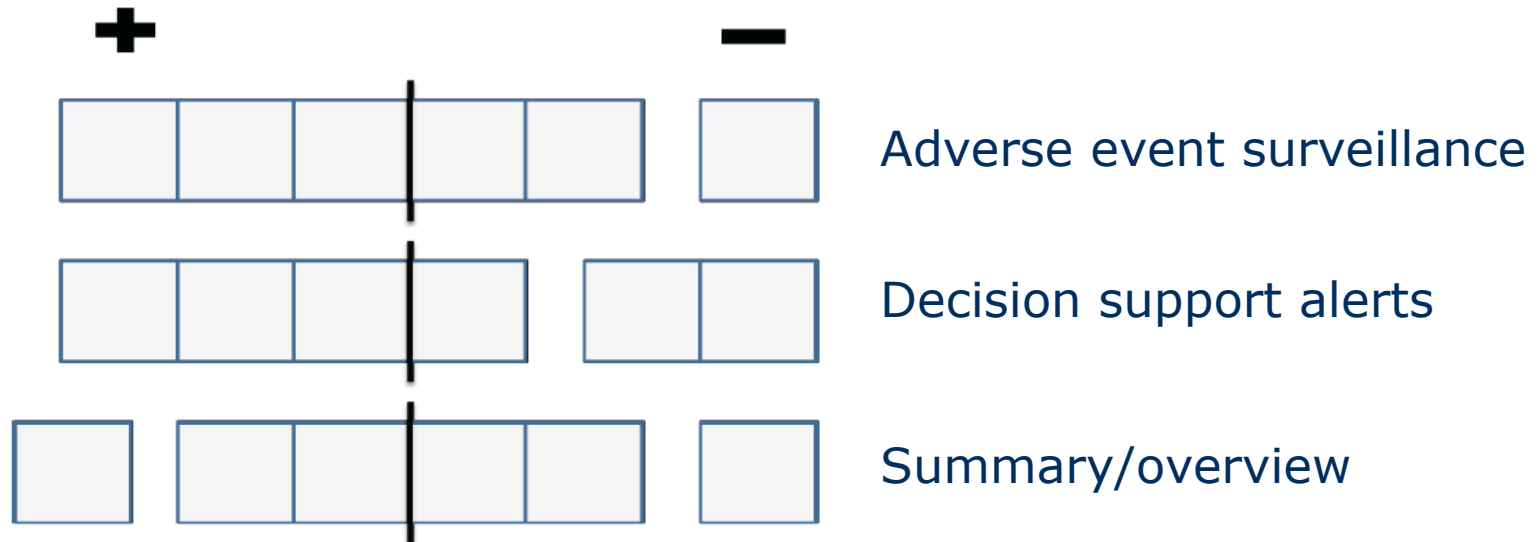 + −
Adverse event surveillance
Decision support alerts
Summary/overview